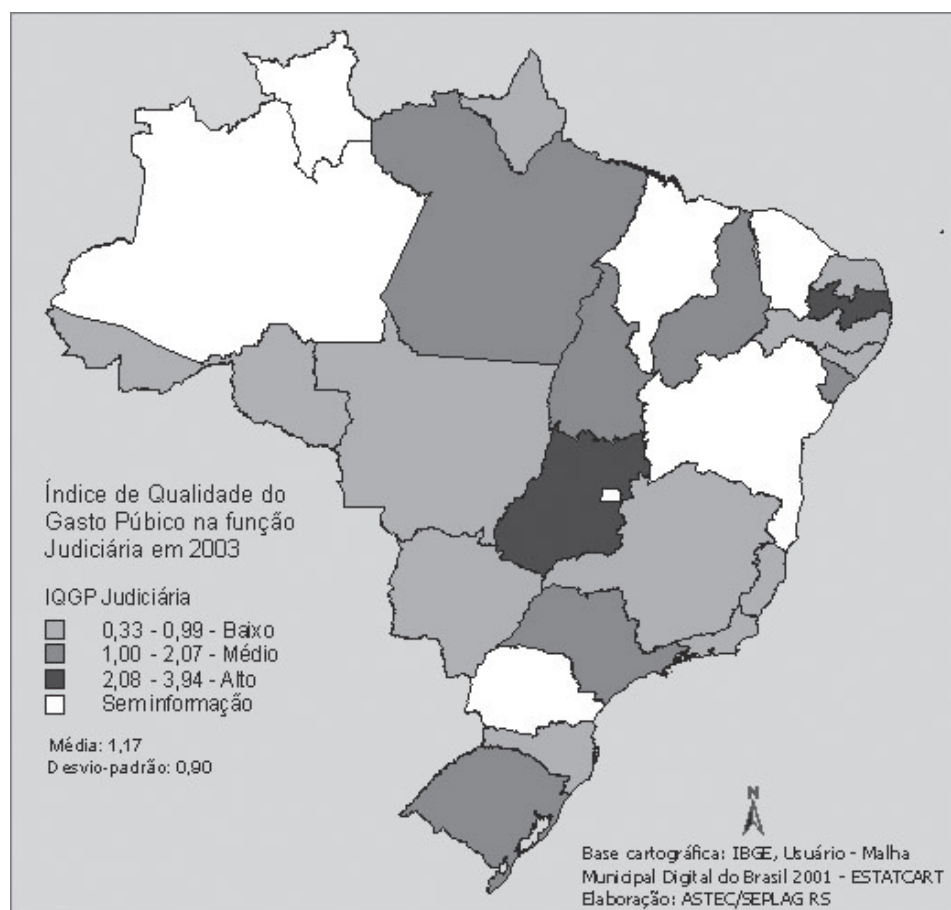 Índice de Qualidade do
Gasto Púbico na função
Judiciária em 2003
IQGP Judiciária
0,33 - 0,99 - Baixo
1,00 - 2,07 - Médio
2,08 - 3,94 - Alto
Sem informação
Média: 1,17
Desvio-padrão: 0,90
N
Base cartográfica: IBGE, Usuário - Malha
Municipal Digital do Brasil 2001 - ESTATCART
Elaboração: ASTEC/SEPLAG RS